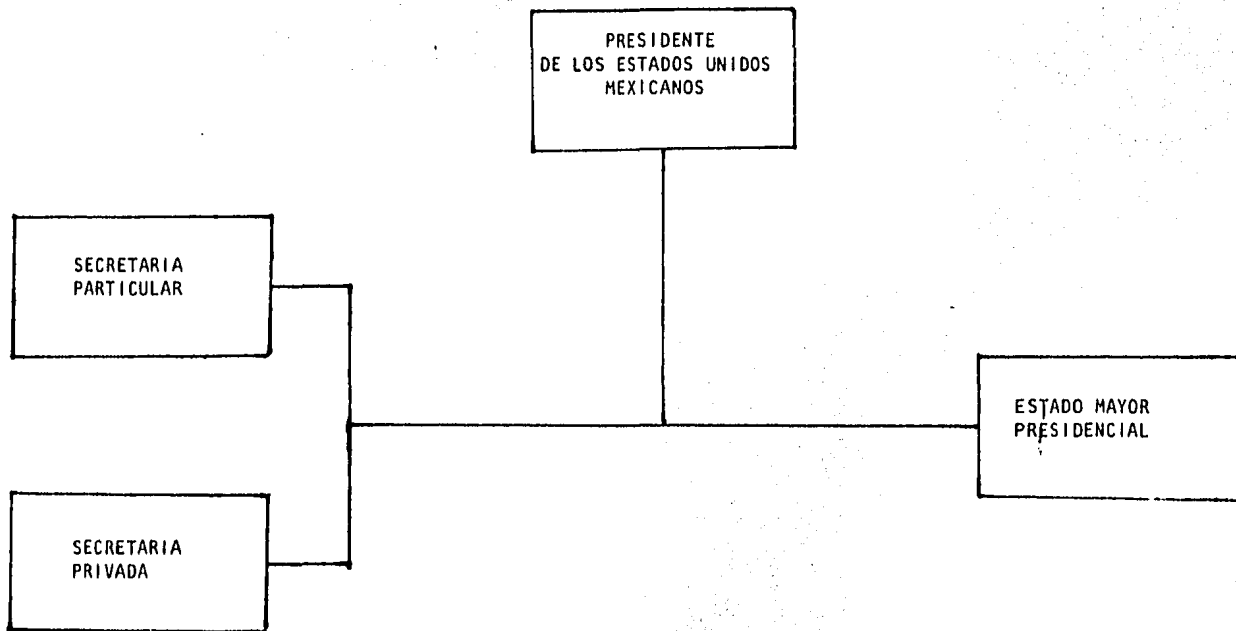 PRESIDENTE
DE LOS ESTADOS UNIDOS
MEXICANOS
SECRETARIA
PARTICULAR
ESTADO MAYOR
PRESIDENCIAL
SECRETARIA
PRIVADA